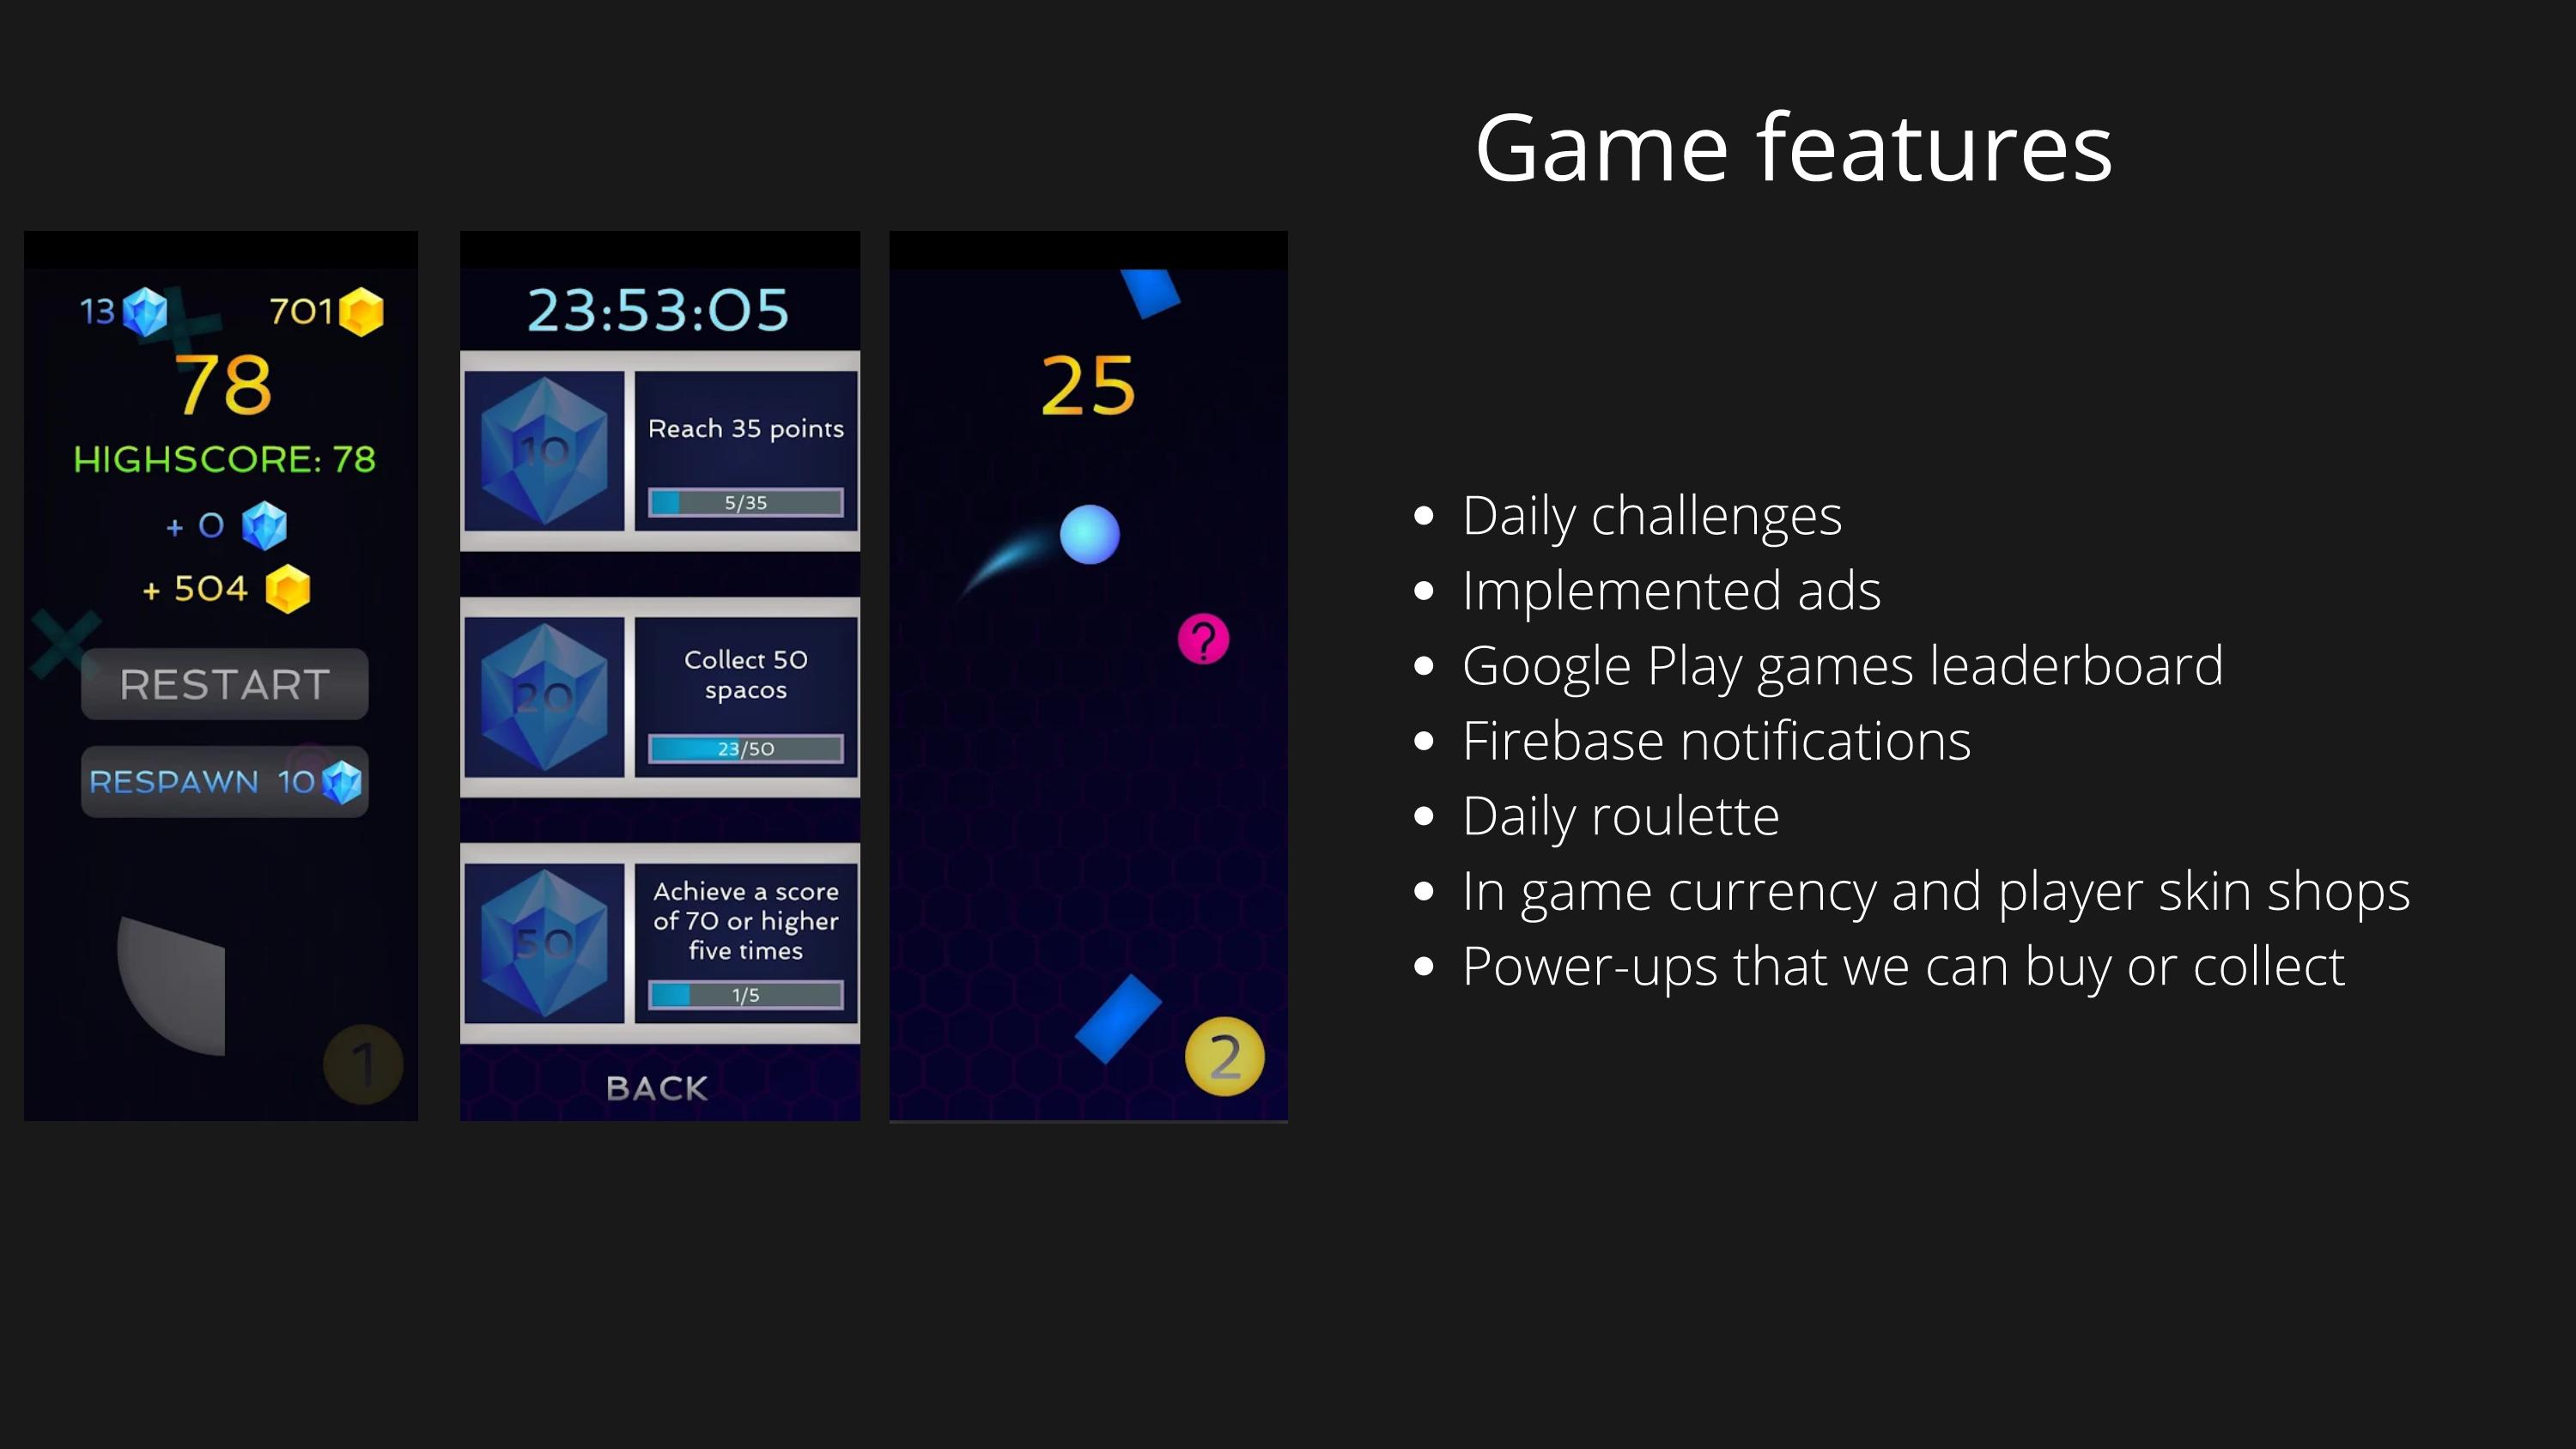 Game features
13
701
78
HIGHSCORE: 78
+ 0
+ 504
RESTART
RESPAWN 10
1
23:53:05
10
Reach 35 points
5/35
20
Collect 50
spacos
23/50
50
Achieve a score
of 70 or higher
five times
1/5
BACK
25
?
2
• Daily challenges
• Implemented ads
• Google Play games leaderboard
• Firebase notifications
• Daily roulette
• In game currency and player skin shops
• Power-ups that we can buy or collect